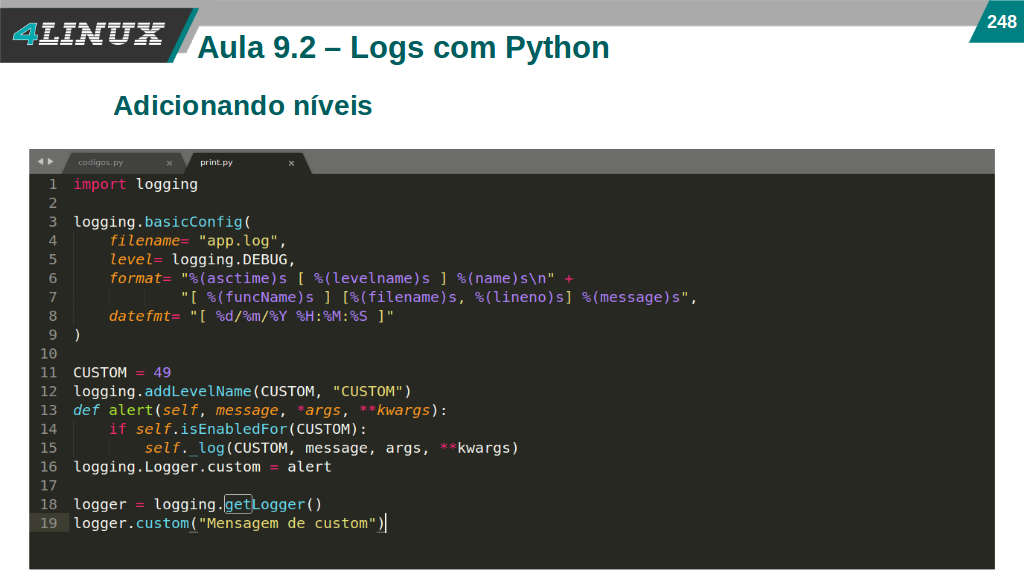 4LINUX
248
Aula 9.2 – Logs com Python
Adicionando níveis
codigos.py × print.py ×
1 import logging
2
3 logging.basicConfig(
4     filename= "app.log",
5     level= logging.DEBUG,
6     format= "%(asctime)s [ %(levelname)s ] %(name)s\n" +
7             "[ %(funcName)s ] [%(filename)s, %(lineno)s] %(message)s",
8     datefmt= "[ %d/%m/%Y %H:%M:%S ]"
9 )
10
11 CUSTOM = 49
12 logging.addLevelName(CUSTOM, "CUSTOM")
13 def alert(self, message, *args, **kwargs):
14     if self.isEnabledFor(CUSTOM):
15         self._log(CUSTOM, message, args, **kwargs)
16 logging.Logger.custom = alert
17
18 logger = logging.getLogger()
19 logger.custom("Mensagem de custom")